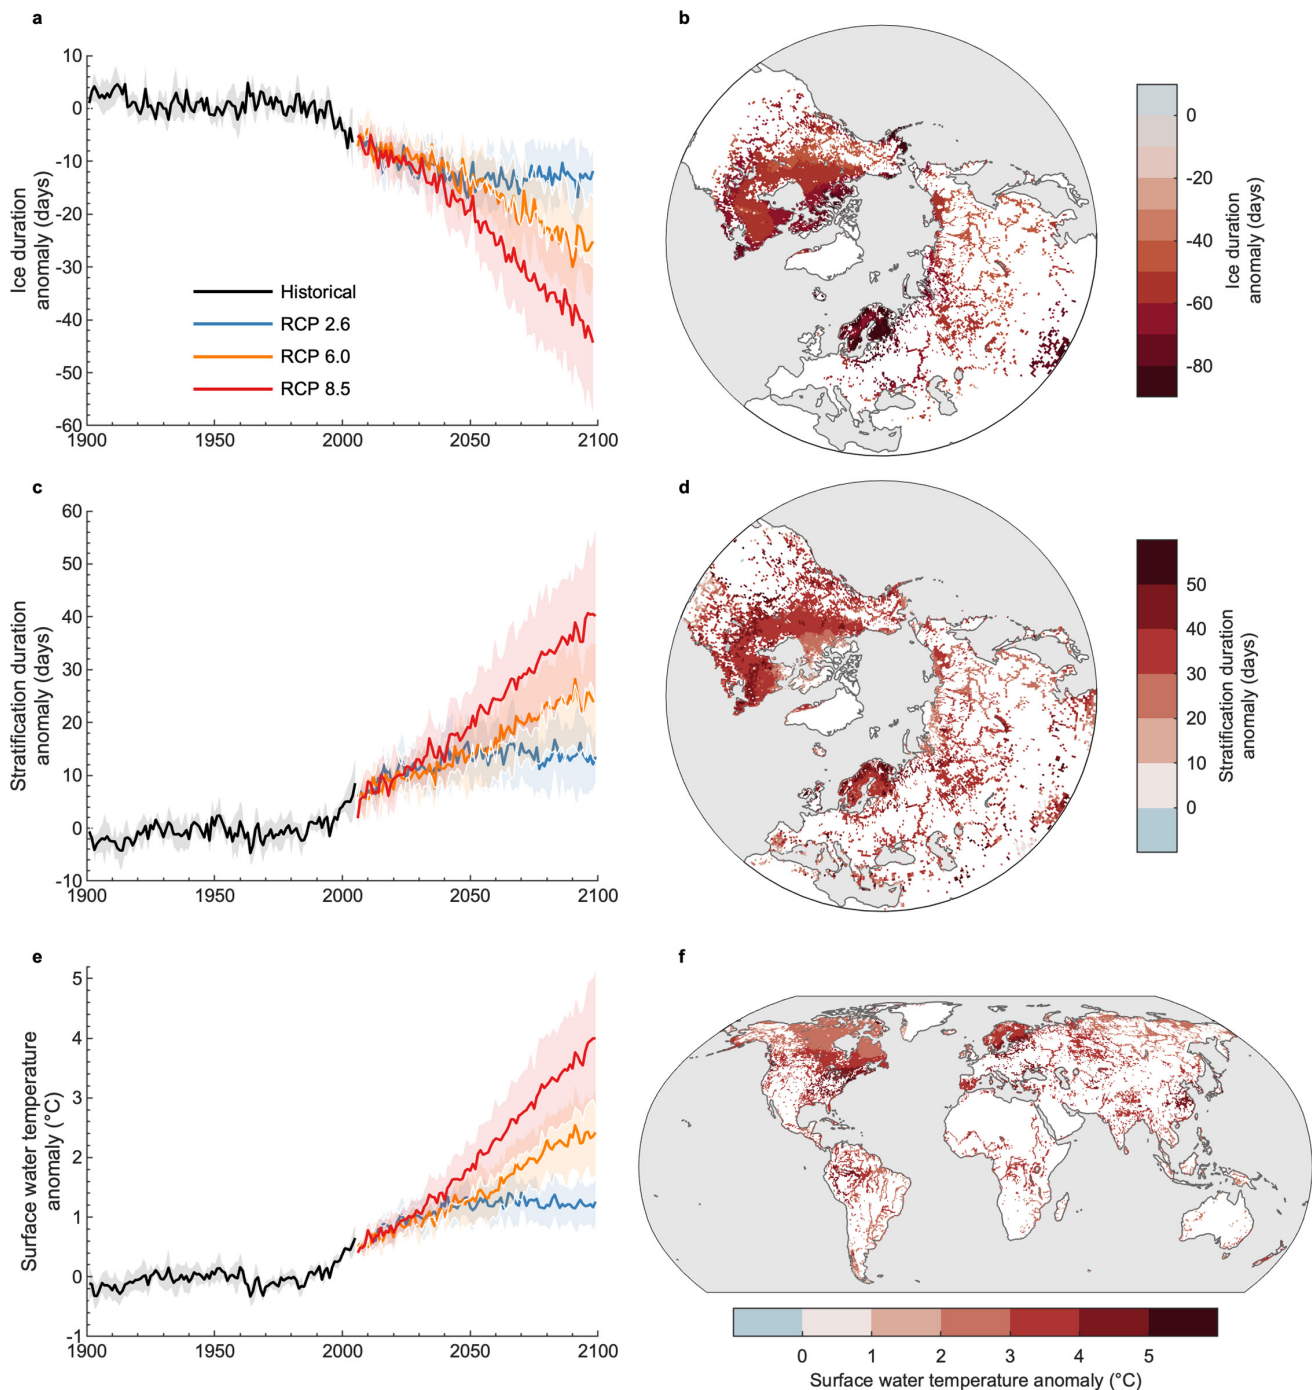 a
b
10
0
-10
-20
-30
-40
-50
-60
Ice duration
anomaly (days)
Historical
RCP 2.6
RCP 6.0
RCP 8.5
1900
1950
2000
2050
2100
0
-20
-40
-60
-80
Ice duration
anomaly (days)
c
d
60
50
40
30
20
10
0
-10
Stratification duration
anomaly (days)
1900
1950
2000
2050
2100
50
40
30
20
10
0
Stratification duration
anomaly (days)
e
f
5
4
3
2
1
0
-1
Surface water temperature
anomaly (°C)
1900
1950
2000
2050
2100
0 1 2 3 4 5
Surface water temperature anomaly (°C)